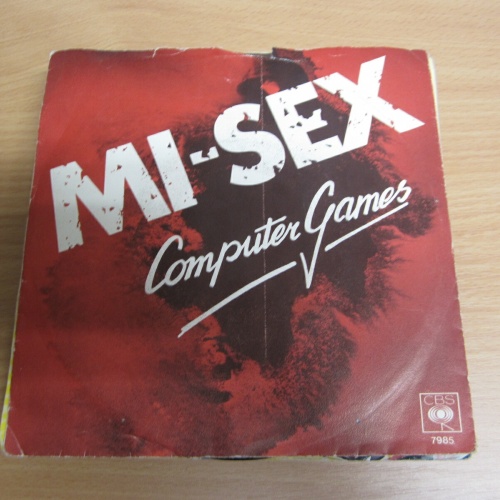 MI-SEX
Computer Games
CBS
7985